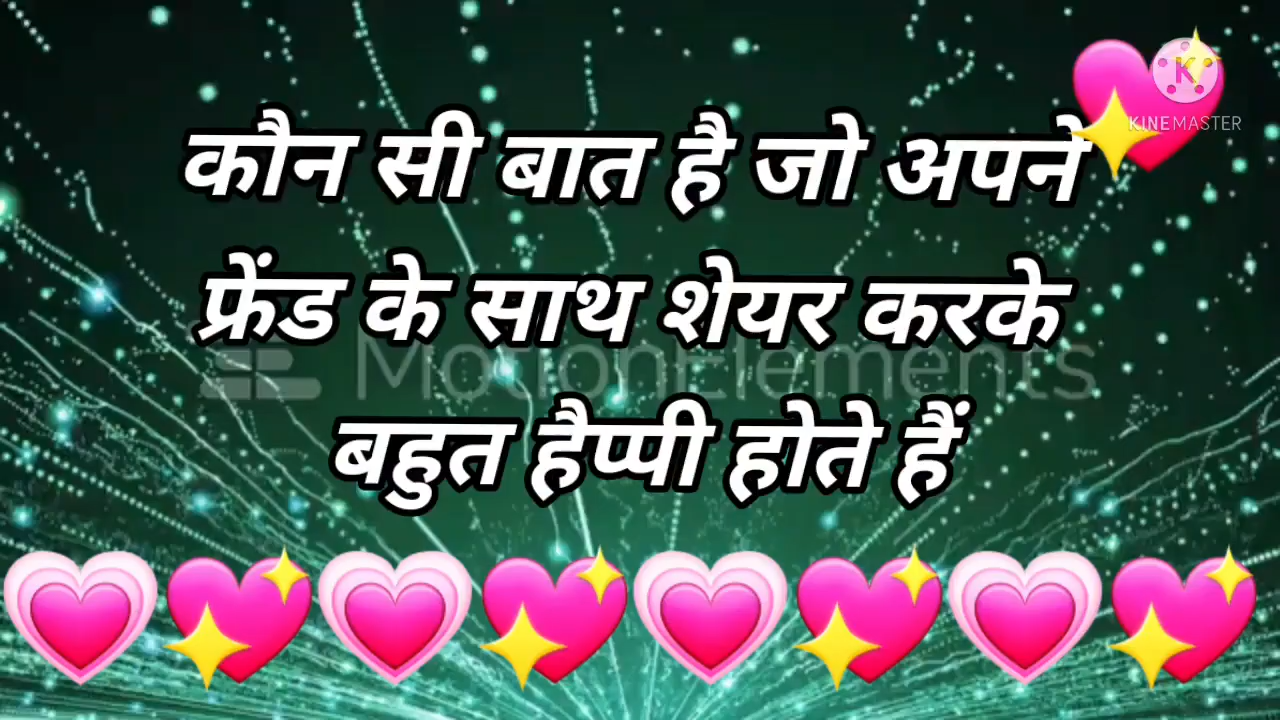 कौन सी बात है जो अपने
फ्रेंड के साथ शेयर करके
बहुत हैप्पी होते हैं
K
KINEMASTER
MotionElements